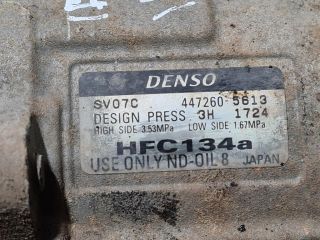 DENSO
SV07C 447260-5613
DESIGN PRESS 3H 1724
HIGH SIDE 3.53MPa LOW SIDE 1.67MPa
HFC134a
USE ONLY ND-OIL 8 JAPAN